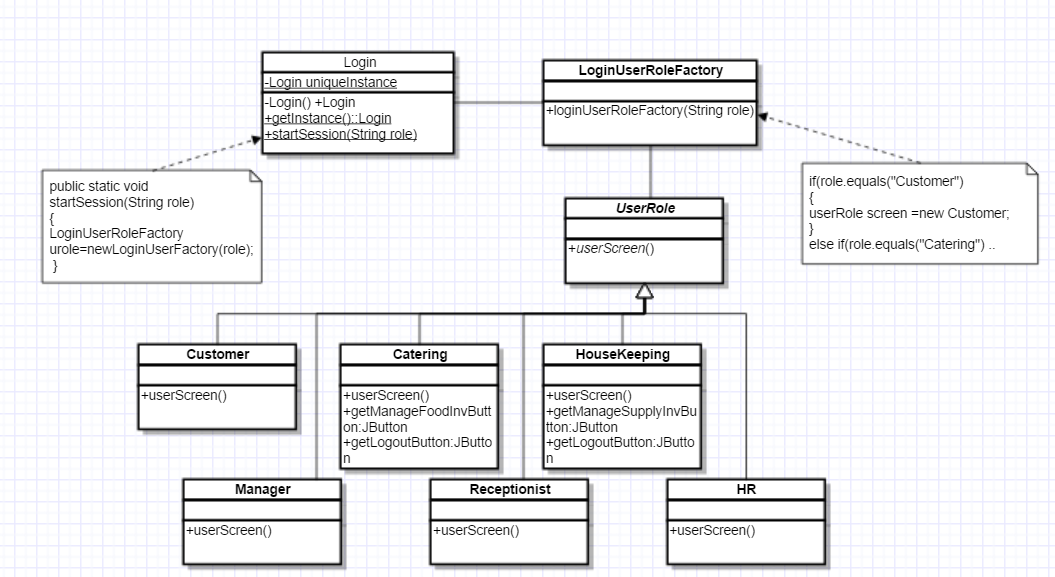 Login
-Login uniqueInstance
-Login() +Login
+getInstance()::Login
+startSession(String role)
LoginUserRoleFactory
+loginUserRoleFactory(String role)
public static void
startSession(String role)
{
LoginUserRoleFactory
urole=newLoginUserFactory(role);
}
if(role.equals("Customer")
{
userRole screen =new Customer;
}
else if(role.equals("Catering") ..
UserRole
+userScreen()
Customer
+userScreen()
Catering
+userScreen()
+getManageFoodInvButt
on:JButton
+getLogoutButton:JButto
n
HouseKeeping
+userScreen()
+getManageSupplyInvBu
tton:JButton
+getLogoutButton:JButto
n
Manager
+userScreen()
Receptionist
+userScreen()
HR
+userScreen()